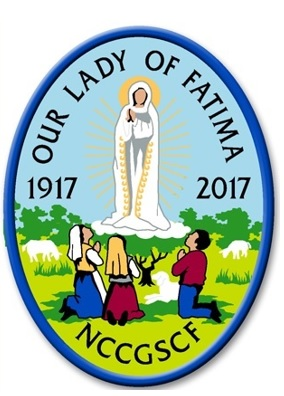 OUR LADY OF FATIMA
1917 2017
NCCGSCF